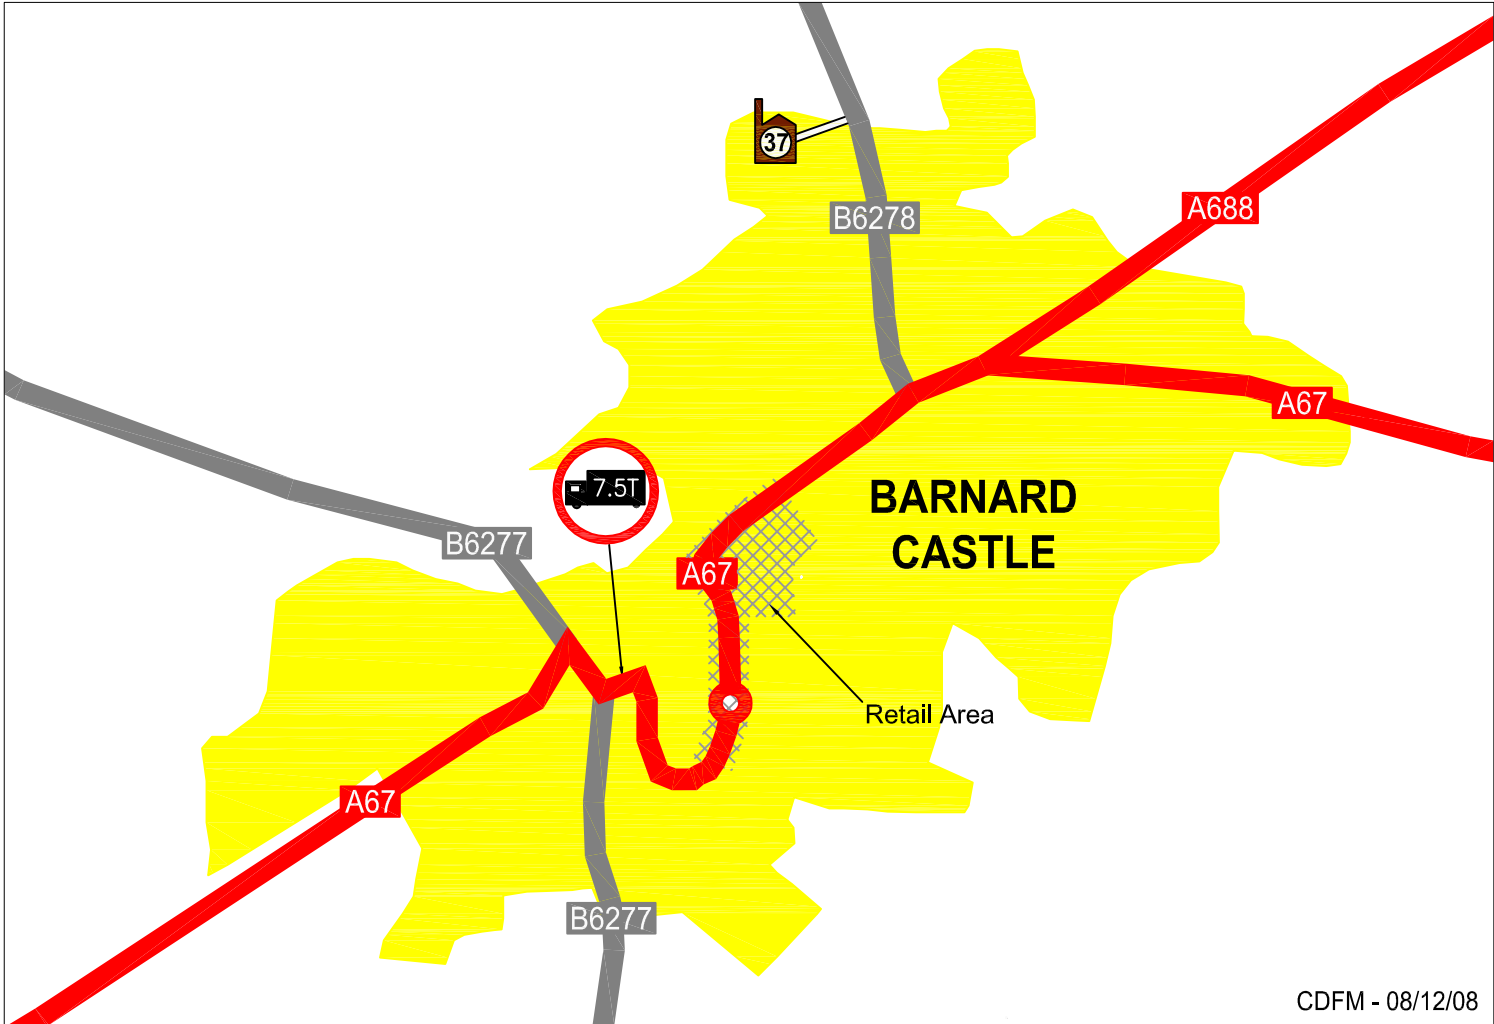 37
B6278
A688
A67
7.5T
BARNARD
CASTLE
B6277
A67
Retail Area
A67
B6277
CDFM - 08/12/08